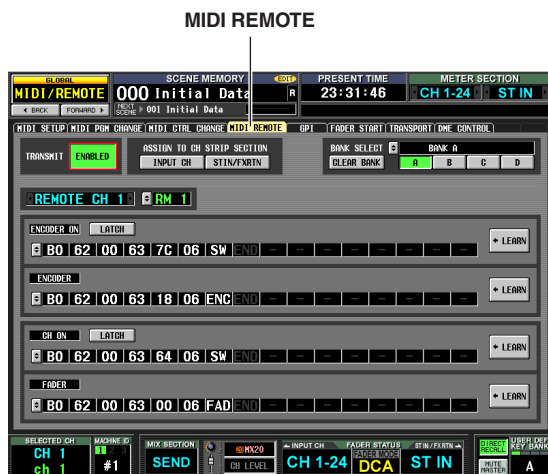 MIDI REMOTE
GLOBAL SCENE MEMORY EDIT PRESENT TIME METER SECTION
MIDI/REMOTE 000 Initial Data R 23:31:46 CH 1-24 ST IN
BACK FORWARD NEXT SCENE 001 Initial Data
MIDI SETUP MIDI PGM CHANGE MIDI CTRL CHANGE MIDI REMOTE GPI FADER START TRANSPORT DME CONTROL
TRANSMIT ENABLED ASSIGN TO CH STRIP SECTION BANK SELECT BANK A
INPUT CH STIN/FXRTN CLEAR BANK A B C D
REMOTE CH 1 RM 1
ENCODER ON LATCH
B0 62 00 63 7C 06 SW END - - - - - - - -
← LEARN
ENCODER
B0 62 00 63 18 06 ENC END - - - - - - - -
← LEARN
CH ON LATCH
B0 62 00 63 64 06 SW END - - - - - - - -
← LEARN
FADER
B0 62 00 63 00 06 FAD END - - - - - - - -
← LEARN
SELECTED CH MACHINE ID MIX SECTION MX20 INPUT CH FADER STATUS STIN/FXRTN DIRECT RECALL USER DEF KEY BANK
CH 1 1 2 3 SEND CH 1-24 FADER MODE ST IN
ch 1 #1 CH LEVEL DCA MUTE MASTER A